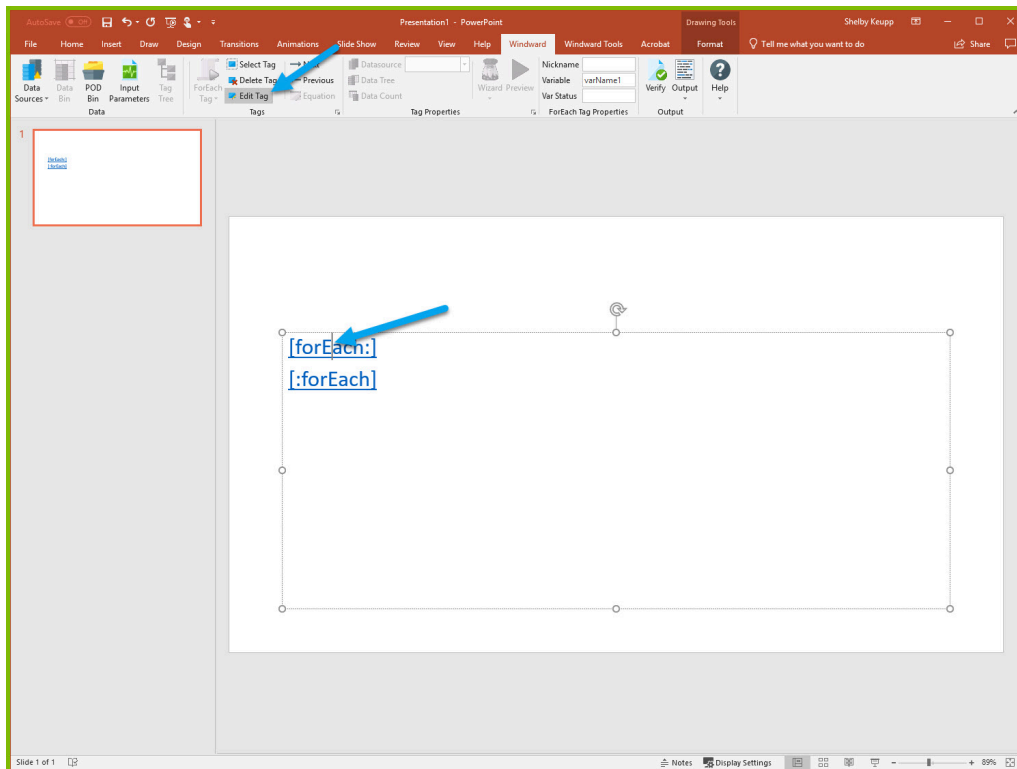 AutoSave Off Presentation1 - PowerPoint Drawing Tools Shelby Keupp
File Home Insert Draw Design Transitions Animations Slide Show Review View Help Windward Windward Tools Acrobat Format Tell me what you want to do Share
Select Tag Datasource Nickname
Data Sources Data Bin POD Bin Input Parameters Tag Tree ForEach Tag Delete Tag Previous Data Tree Wizard Preview Variable varName1 Verify Output Help
Edit Tag Equation Data Count Var Status
Data Tags Tag Properties ForEach Tag Properties Output
1
[forEach:]
[:forEach]
[forEach:]
[:forEach]
Slide 1 of 1 Notes Display Settings 89%